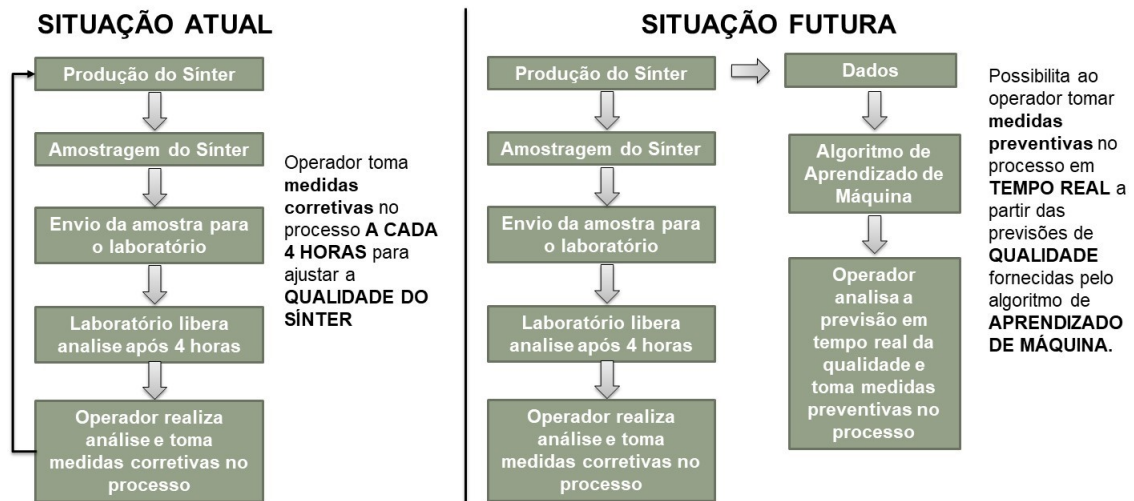 SITUAÇÃO ATUAL
Produção do Sínter
Amostragem do Sínter
Envio da amostra para
o laboratório
Laboratório libera
analise após 4 horas
Operador realiza
análise e toma
medidas corretivas no
processo
Operador toma
medidas
corretivas no
processo A CADA
4 HORAS para
ajustar a
QUALIDADE DO
SÍNTER
SITUAÇÃO FUTURA
Produção do Sínter
Amostragem do Sínter
Envio da amostra para
o laboratório
Laboratório libera
analise após 4 horas
Operador realiza
análise e toma
medidas corretivas no
processo
Dados
Algoritmo de
Aprendizado de
Máquina
Operador
analisa a
previsão em
tempo real da
qualidade e
toma medidas
preventivas no
processo
Possibilita ao
operador tomar
medidas
preventivas no
processo em
TEMPO REAL a
partir das
previsões de
QUALIDADE
fornecidas pelo
algoritmo de
APRENDIZADO
DE MÁQUINA.